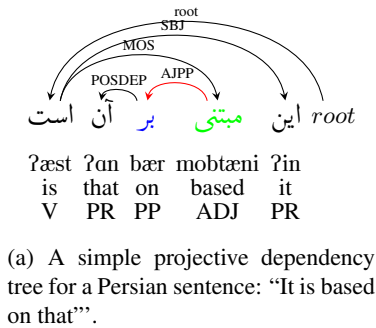 root
SBJ
MOS
POSDEP AJPP
root این مبتنی بر آن است
ʔæst ʔɑn bær mobtæni ʔin
is that on based it
V PR PP ADJ PR
(a) A simple projective dependency
tree for a Persian sentence: “It is based
on that”’.